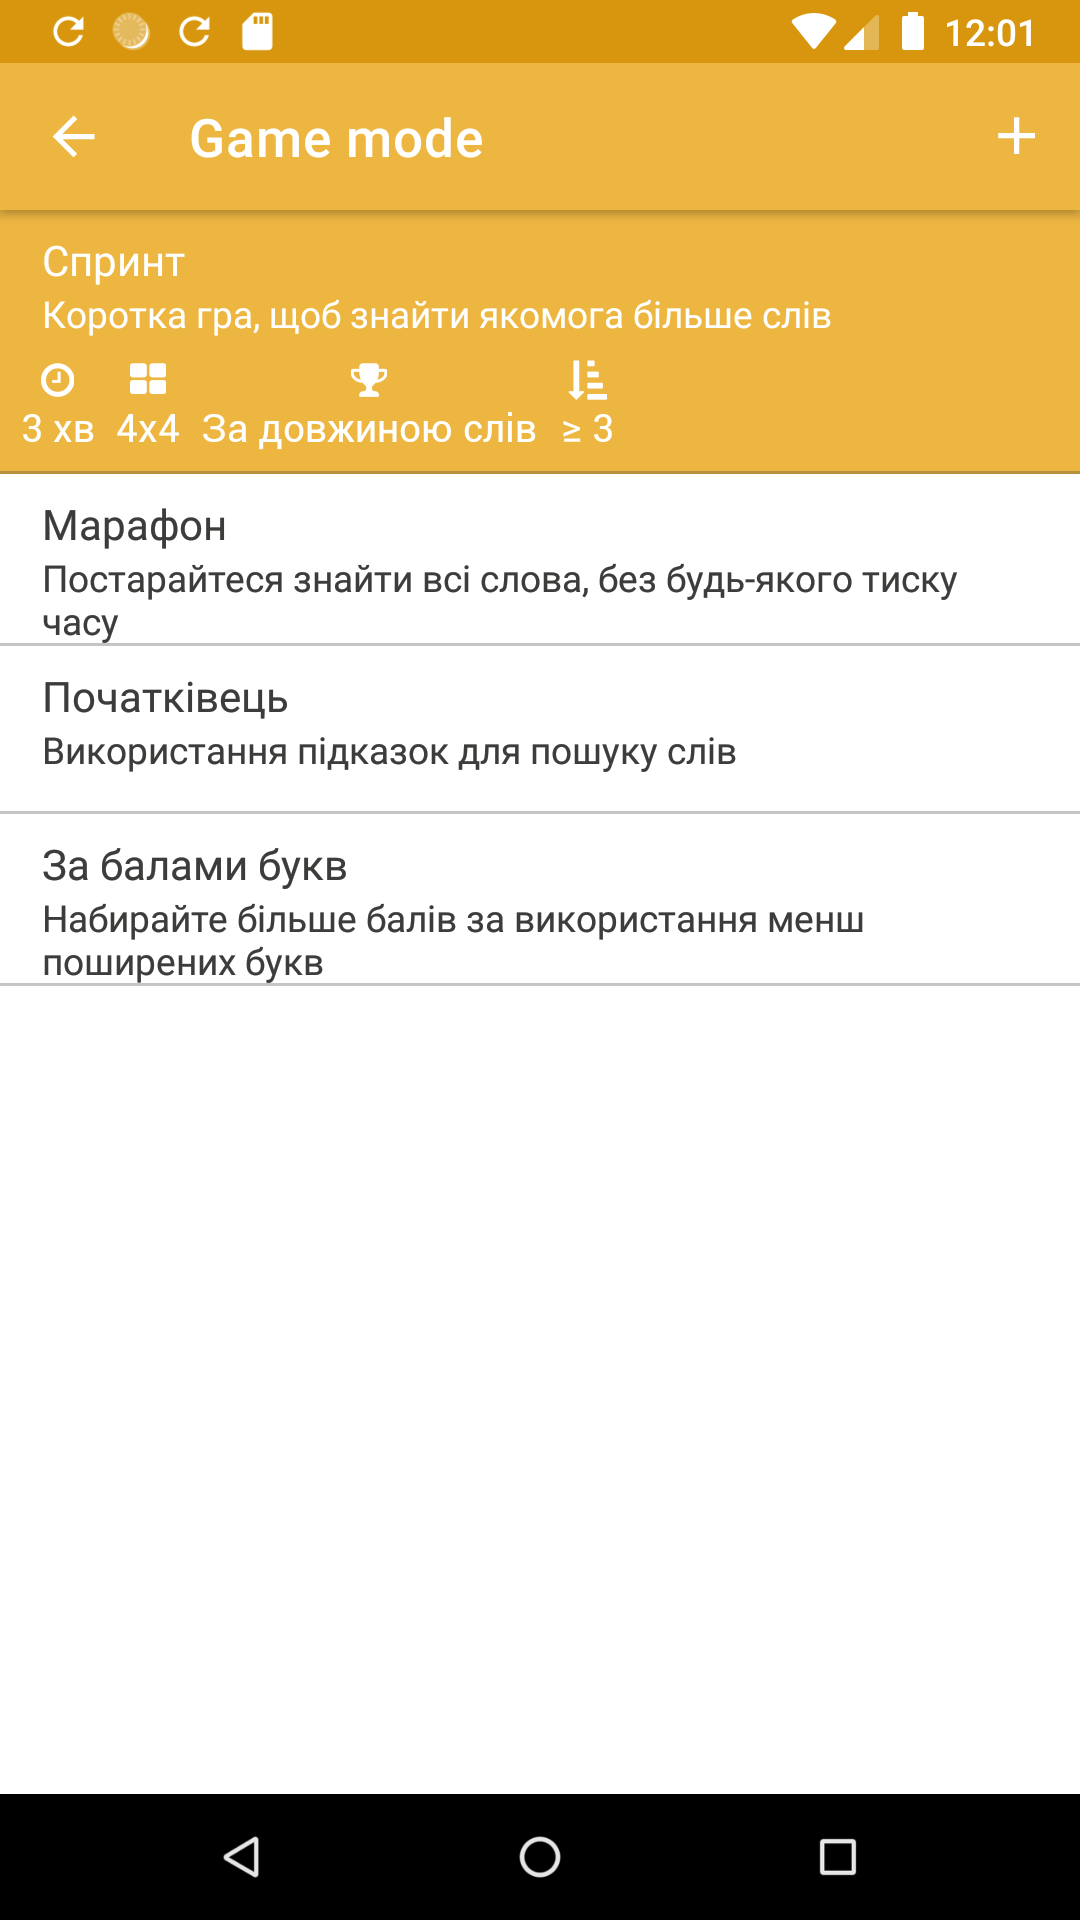 12:01
Game mode
Спринт
Коротка гра, щоб знайти якомога більше слів
3 хв 4x4 За довжиною слів ≥ 3
Марафон
Постарайтеся знайти всі слова, без будь-якого тиску
часу
Початківець
Використання підказок для пошуку слів
За балами букв
Набирайте більше балів за використання менш
поширених букв